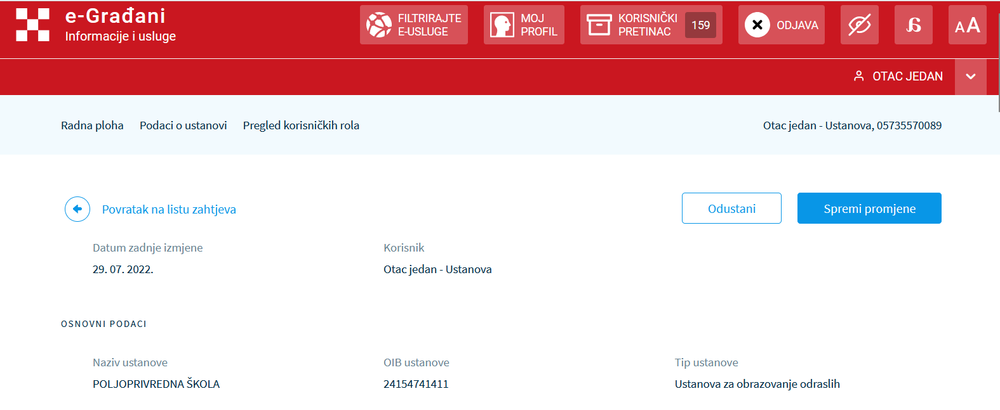 e-Građani
Informacije i usluge
FILTRIRAJTE
E-USLUGE
MOJ
PROFIL
KORISNIČKI
PRETINAC
159
ODJAVA
AA
OTAC JEDAN
Radna ploha Podaci o ustanovi Pregled korisničkih rola Otac jedan - Ustanova, 05735570089
Povratak na listu zahtjeva Odustani Spremi promjene
Datum zadnje izmjene Korisnik
29. 07. 2022. Otac jedan - Ustanova
OSNOVNI PODACI
Naziv ustanove OIB ustanove Tip ustanove
POLJOPRIVREDNA ŠKOLA 24154741411 Ustanova za obrazovanje odraslih